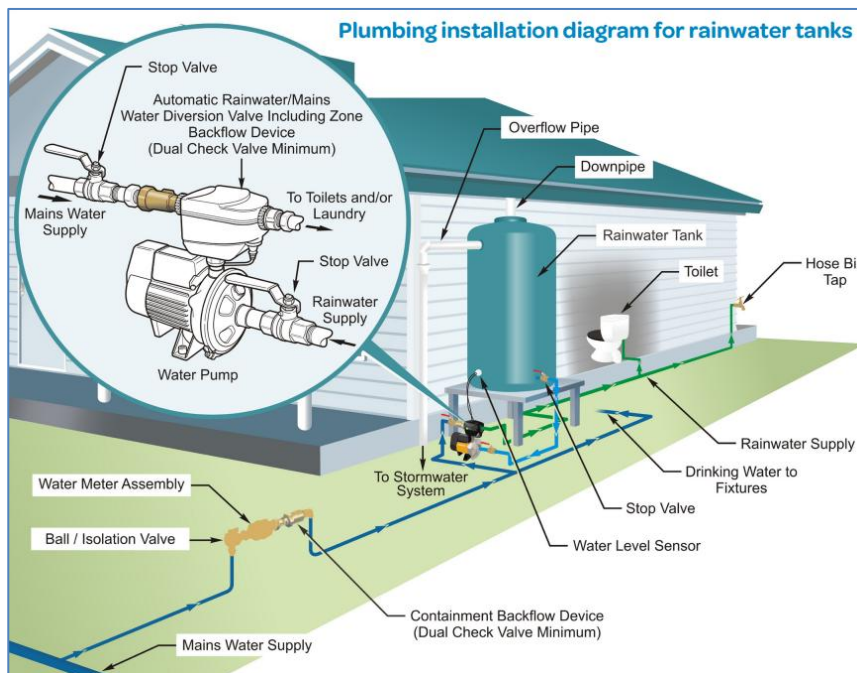 Plumbing installation diagram for rainwater tanks
Stop Valve
Automatic Rainwater/Mains
Water Diversion Valve Including Zone
Backflow Device
(Dual Check Valve Minimum)
Mains Water
Supply
To Toilets and/or
Laundry
Stop Valve
Rainwater
Supply
Water Pump
Overflow Pipe
Downpipe
Rainwater Tank
Toilet
Hose Bi
Tap
Rainwater Supply
Drinking Water to
Fixtures
Stop Valve
Water Level Sensor
To Stormwater
System
Water Meter Assembly
Ball / Isolation Valve
Containment Backflow Device
(Dual Check Valve Minimum)
Mains Water Supply